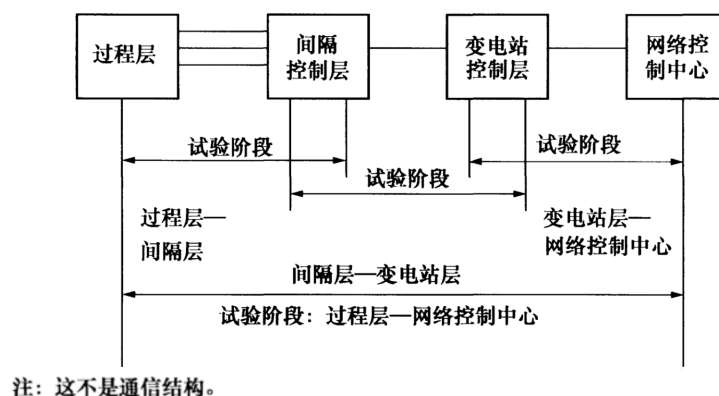 过程层
间隔
控制层
变电站
控制层
网络控
制中心
试验阶段
试验阶段
试验阶段
过程层—
间隔层
变电站层—
网络控制中心
间隔层—变电站层
试验阶段：过程层—网络控制中心
注：这不是通信结构。